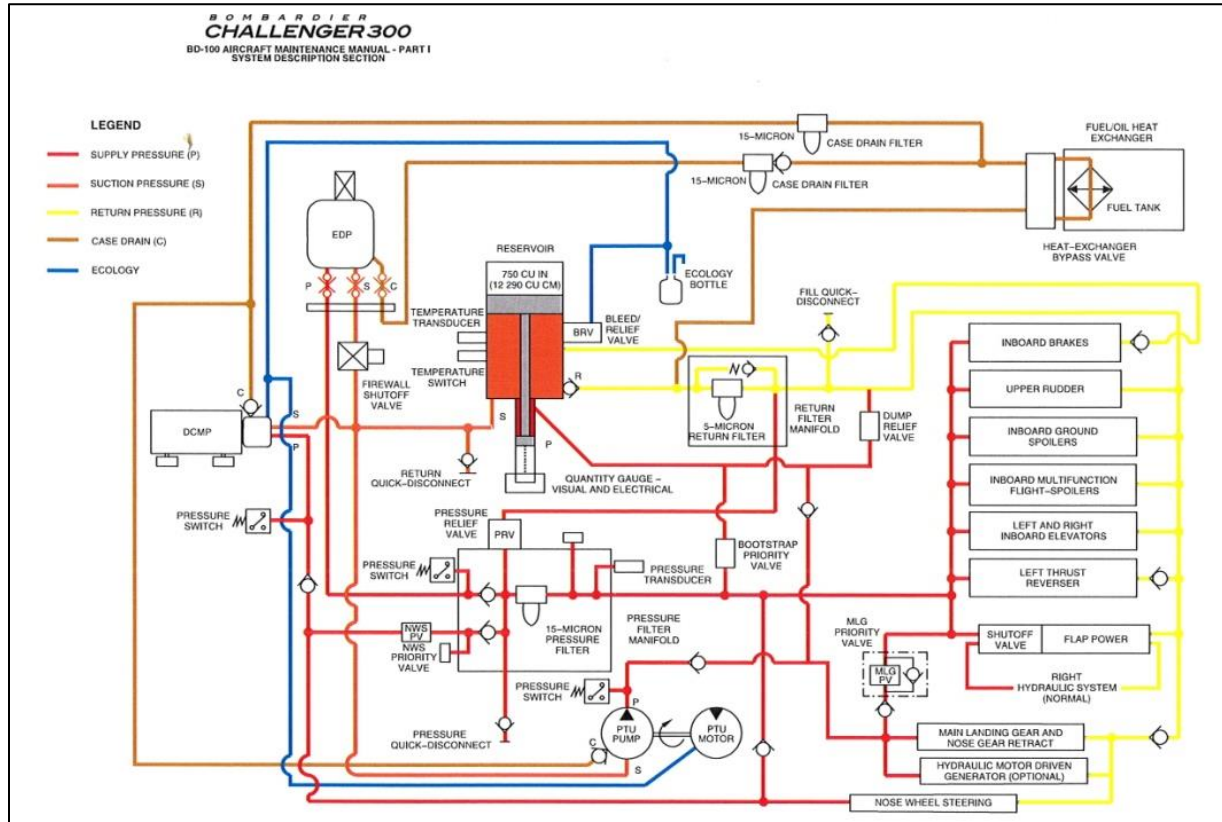 BOMBARDIER
CHALLENGER 300
BD-100 AIRCRAFT MAINTENANCE MANUAL - PART I
SYSTEM DESCRIPTION SECTION
LEGEND
SUPPLY PRESSURE (P)
SUCTION PRESSURE (S)
RETURN PRESSURE (R)
CASE DRAIN (C)
ECOLOGY
EDP
P
S
C
15-MICRON
CASE DRAIN FILTER
15-MICRON
CASE DRAIN FILTER
FUEL/OIL HEAT
EXCHANGER
FUEL TANK
HEAT-EXCHANGER
BYPASS VALVE
RESERVOIR
750 CU IN
(12 290 CU CM)
TEMPERATURE
TRANSDUCER
TEMPERATURE
SWITCH
BRV
BLEED/
RELIEF
VALVE
ECOLOGY
BOTTLE
FILL QUICK-
DISCONNECT
FIREWALL
SHUTOFF
VALVE
R
N
5-MICRON
RETURN FILTER
RETURN
FILTER
MANIFOLD
DUMP
RELIEF
VALVE
C
S
P
DCMP
S
P
RETURN
QUICK-DISCONNECT
QUANTITY GAUGE -
VISUAL AND ELECTRICAL
PRESSURE
SWITCH
PRESSURE
RELIEF
VALVE
PRV
PRESSURE
SWITCH
PRESSURE
TRANSDUCER
BOOTSTRAP
PRIORITY
VALVE
15-MICRON
PRESSURE
FILTER
PRESSURE
FILTER
MANIFOLD
NWS
PV
NWS
PRIORITY
VALVE
PRESSURE
SWITCH
PRESSURE
QUICK-DISCONNECT
P
PTU
PUMP
PTU
MOTOR
C
S
INBOARD BRAKES
UPPER RUDDER
INBOARD GROUND
SPOILERS
INBOARD MULTIFUNCTION
FLIGHT-SPOILERS
LEFT AND RIGHT
INBOARD ELEVATORS
LEFT THRUST
REVERSER
MLG
PRIORITY
VALVE
MLG
PV
SHUTOFF
VALVE
FLAP POWER
RIGHT
HYDRAULIC SYSTEM
(NORMAL)
MAIN LANDING GEAR AND
NOSE GEAR RETRACT
HYDRAULIC MOTOR DRIVEN
GENERATOR (OPTIONAL)
NOSE WHEEL STEERING